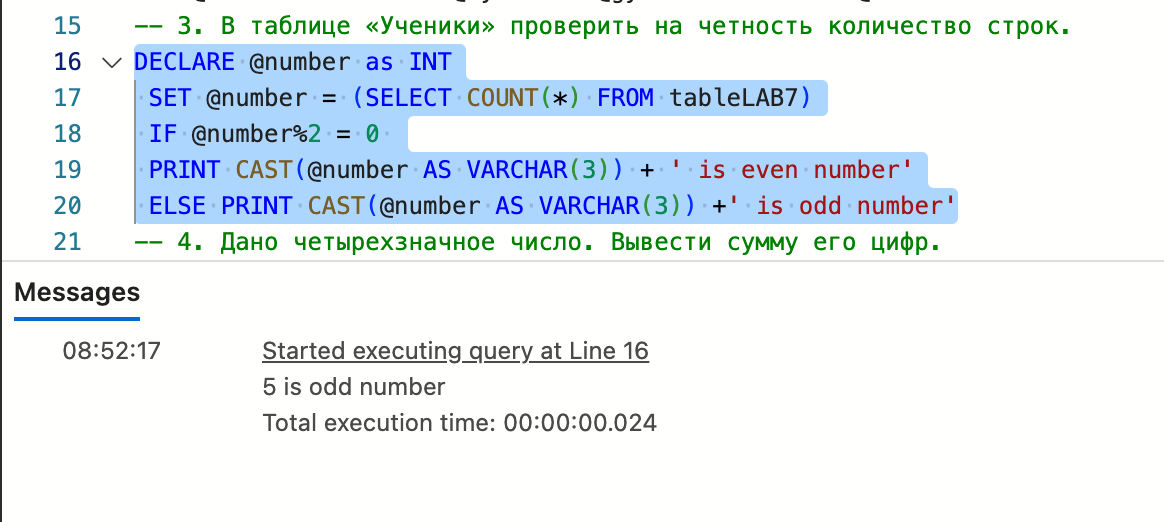 15 -- 3. В таблице «Ученики» проверить на четность количество строк.
16 DECLARE @number as INT
17 SET @number = (SELECT COUNT(*) FROM tableLAB7)
18 IF @number%2 = 0
19 PRINT CAST(@number AS VARCHAR(3)) + ' is even number'
20 ELSE PRINT CAST(@number AS VARCHAR(3)) +' is odd number'
21 -- 4. Дано четырехзначное число. Вывести сумму его цифр.
Messages
08:52:17 Started executing query at Line 16
5 is odd number
Total execution time: 00:00:00.024